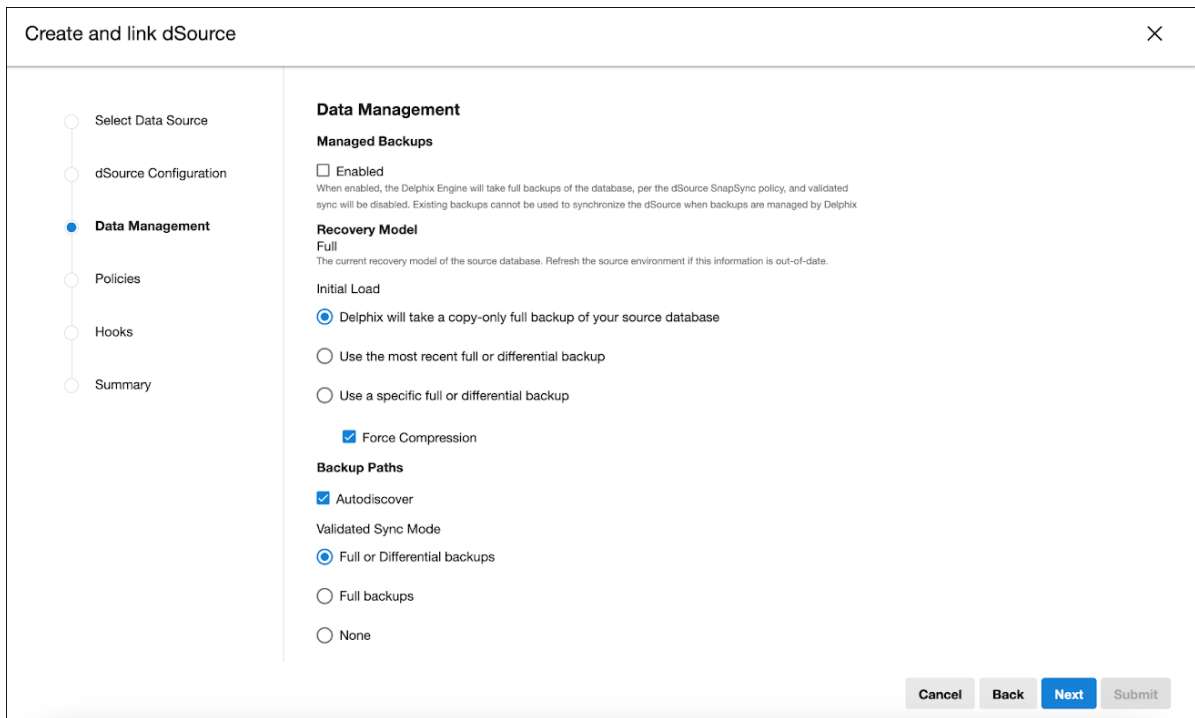 Create and link dSource
Select Data Source
dSource Configuration
Data Management
Policies
Hooks
Summary
Data Management
Managed Backups
Enabled
When enabled, the Delphix Engine will take full backups of the database, per the dSource SnapSync policy, and validated
sync will be disabled. Existing backups cannot be used to synchronize the dSource when backups are managed by Delphix
Recovery Model
Full
The current recovery model of the source database. Refresh the source environment if this information is out-of-date.
Initial Load
Delphix will take a copy-only full backup of your source database
Use the most recent full or differential backup
Use a specific full or differential backup
Force Compression
Backup Paths
Autodiscover
Validated Sync Mode
Full or Differential backups
Full backups
None
Cancel Back Next Submit